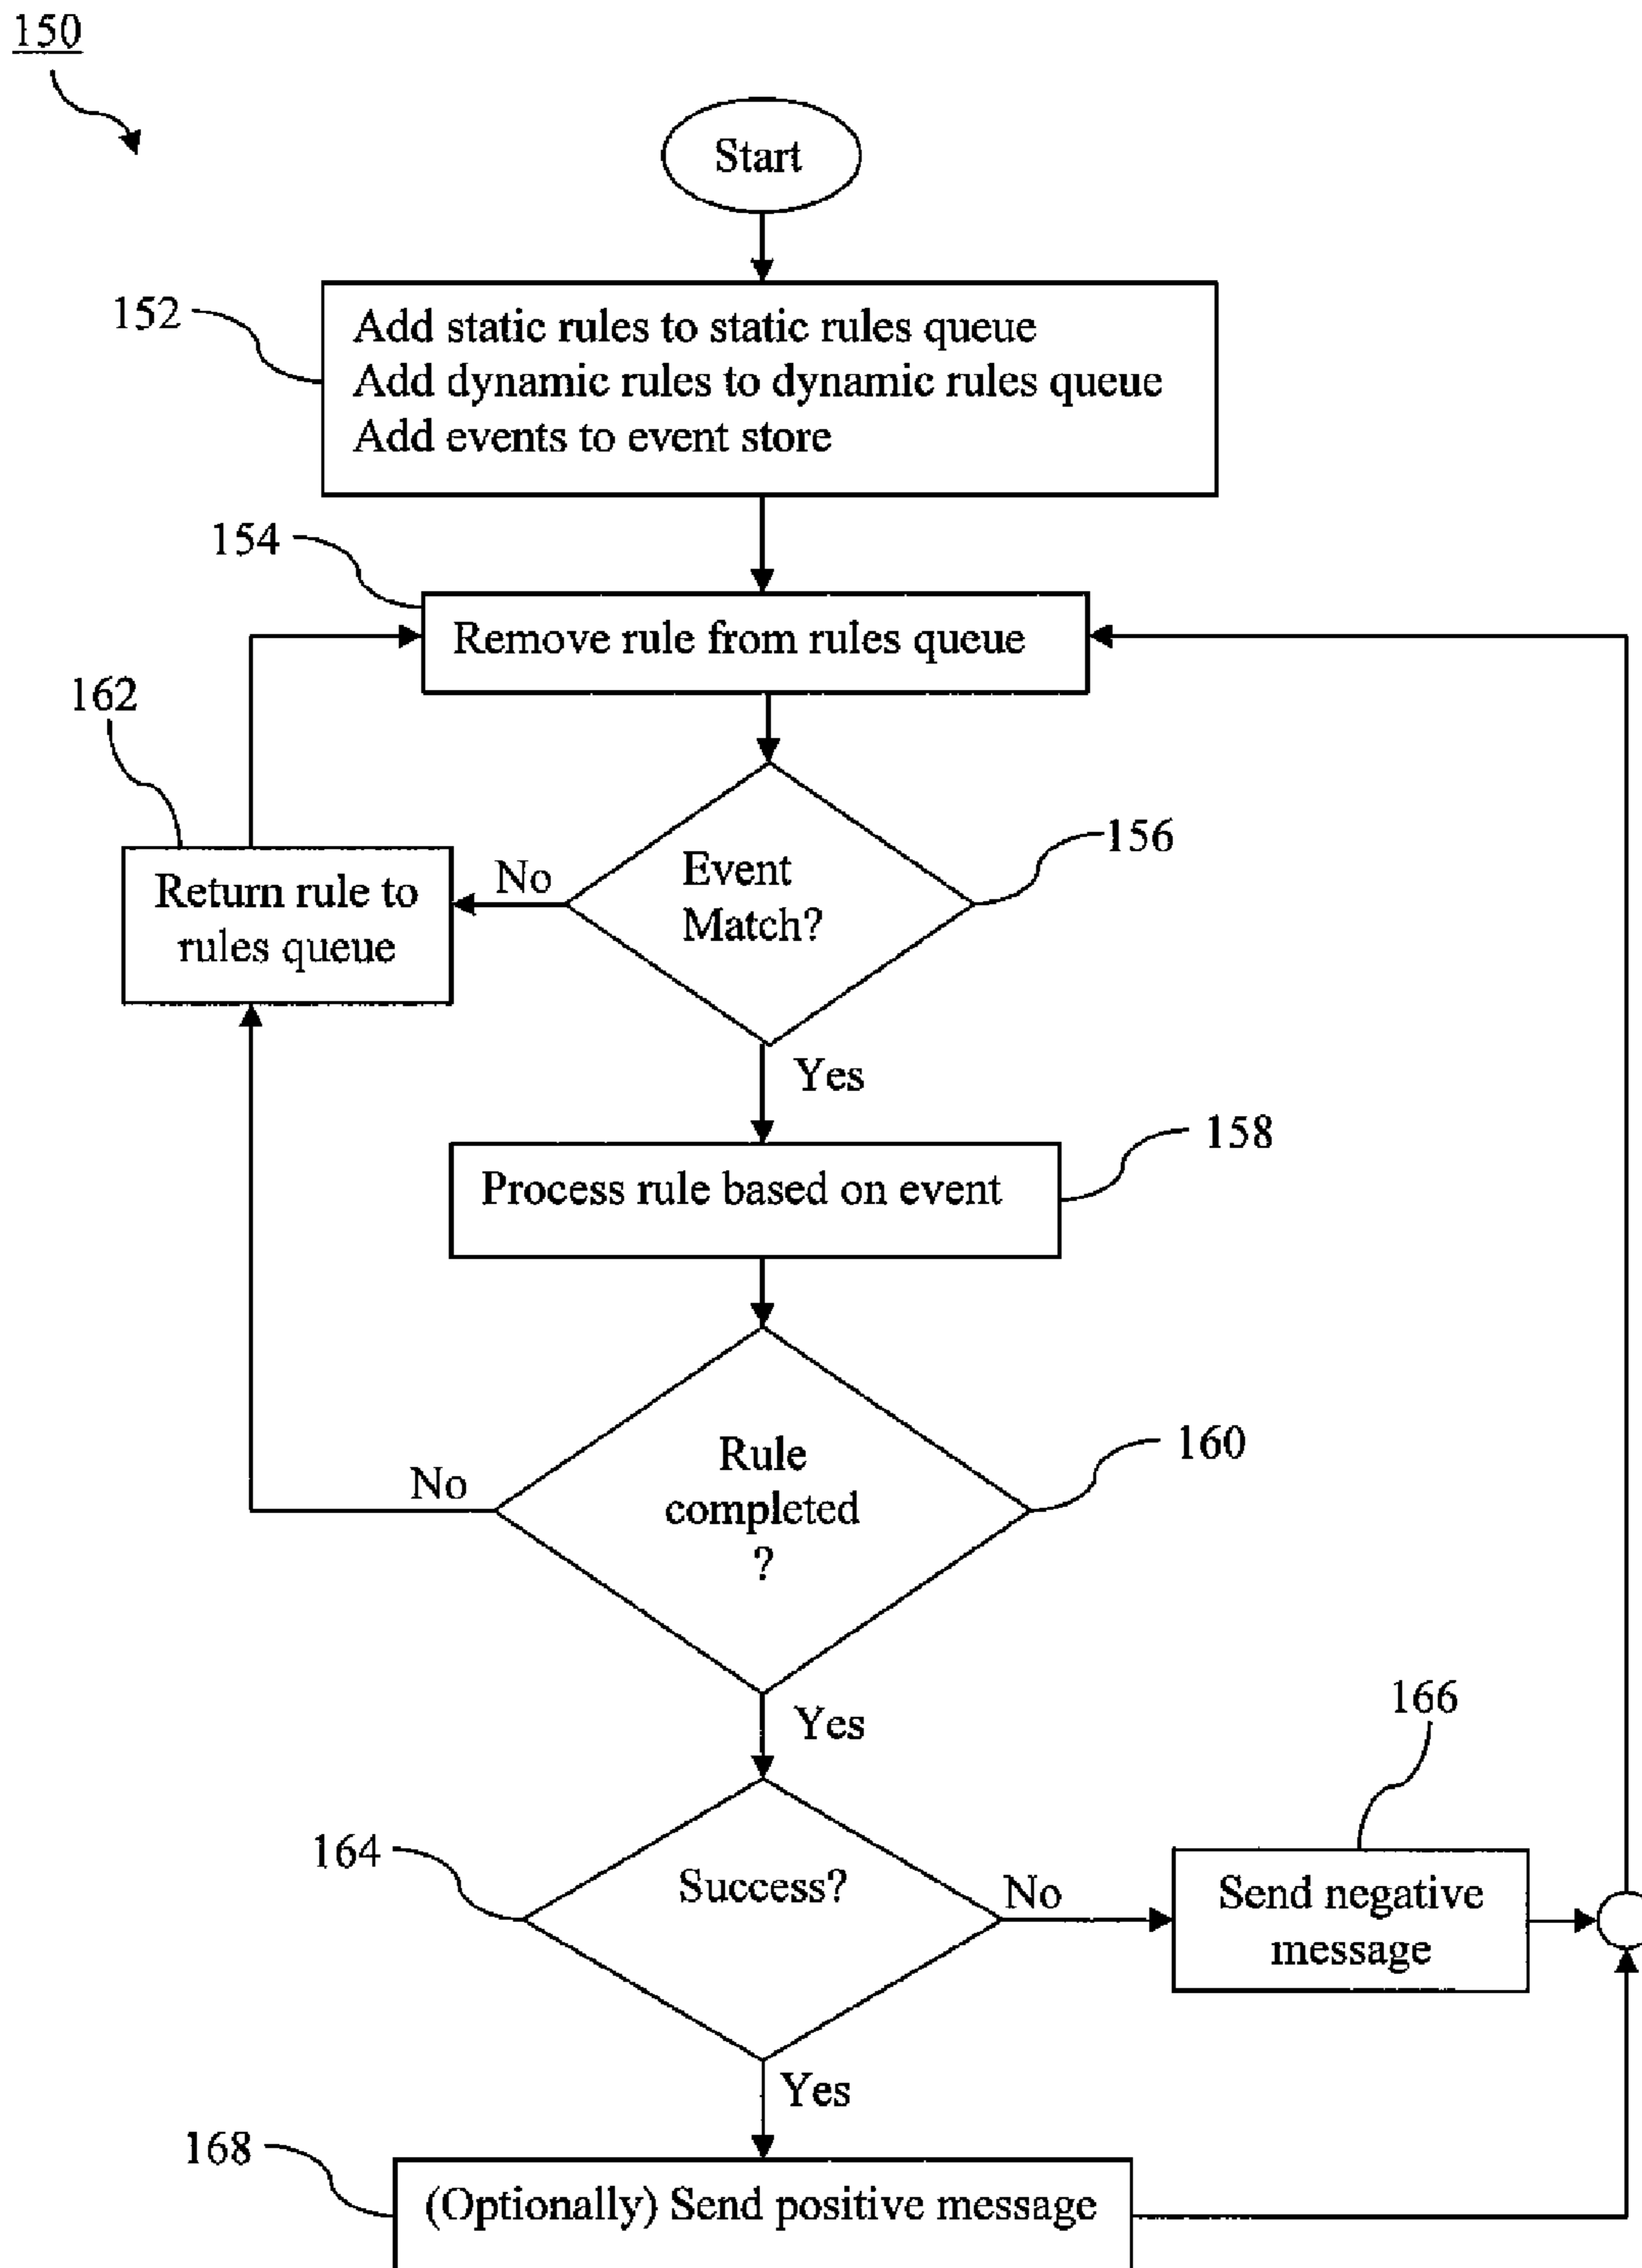 150
Start
152
Add static rules to static rules queue
Add dynamic rules to dynamic rules queue
Add events to event store
154
Remove rule from rules queue
162
156
Event
Match?
No
Return rule to
rules queue
Yes
158
Process rule based on event
160
Rule
completed
?
No
Yes
166
164
Success?
No
Send negative
message
Yes
168
(Optionally) Send positive message